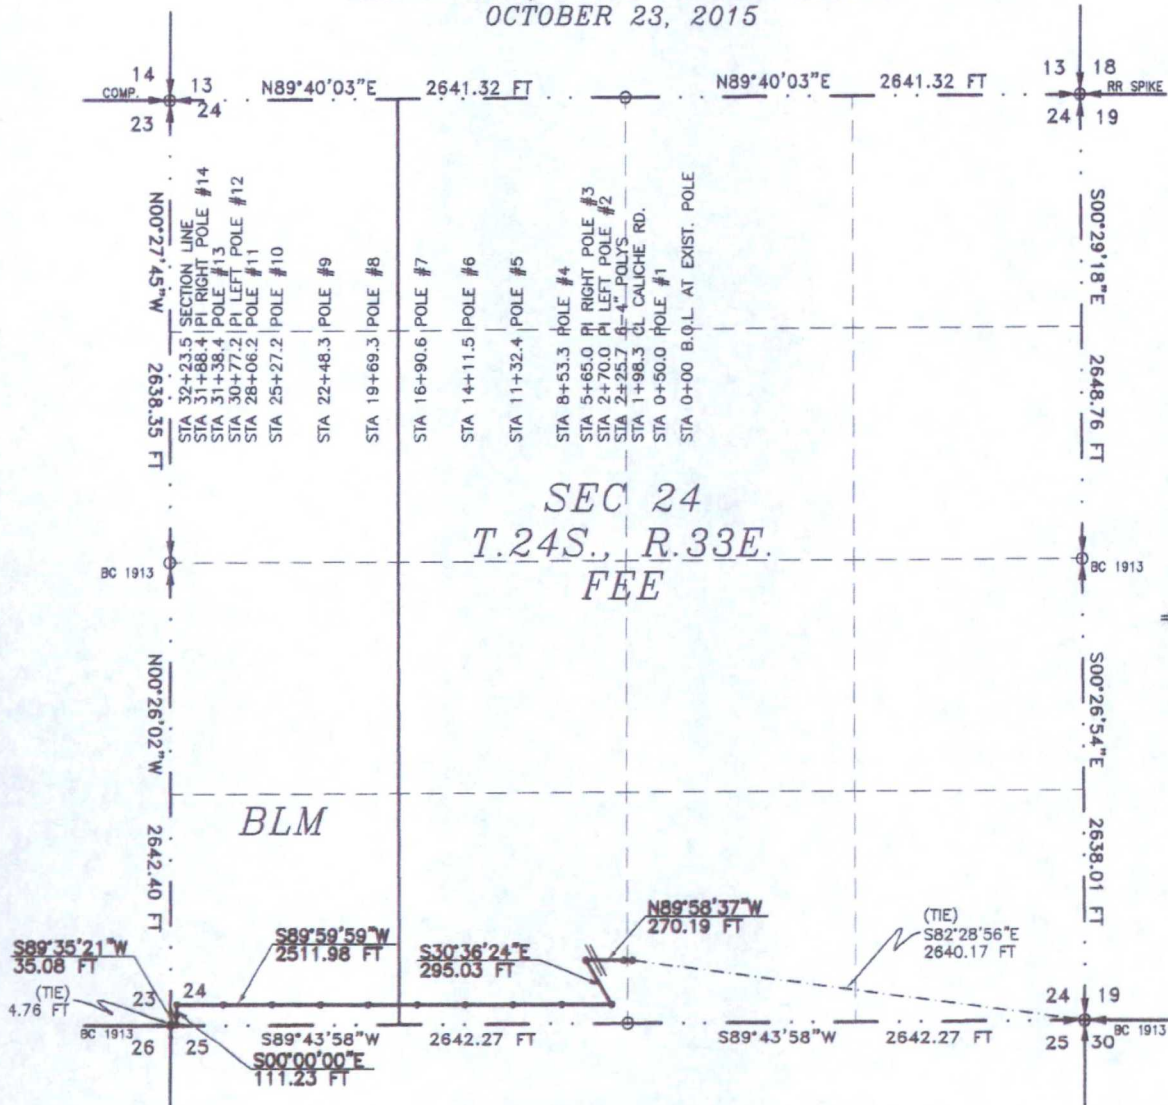 OCTOBER 23, 2015
14 13
COMP.
23 24
N89°40'03"E 2641.32 FT
N89°40'03"E 2641.32 FT
13 18
RR SPIKE
24 19
N00°27'45"W 2638.35 FT
STA 32+23.5 SECTION LINE
STA 31+88.4 PI RIGHT POLE #14
STA 31+38.4 POLE #13
STA 30+77.2 PI LEFT POLE #12
STA 28+06.2 POLE #11
STA 25+27.2 POLE #10
STA 22+48.3 POLE #9
STA 19+69.3 POLE #8
STA 16+90.6 POLE #7
STA 14+11.5 POLE #6
STA 11+32.4 POLE #5
STA 8+53.3 POLE #4
STA 5+65.0 PI RIGHT POLE #3
STA 2+70.0 PI LEFT POLE #2
STA 2+25.7 6-4" POLYS
STA 1+98.3 CL CALICHE RD.
STA 0+50.0 POLE #1
STA 0+00 B.O.L. AT EXIST. POLE
S00°29'18"E 2648.76 FT
SEC 24
T.24S., R.33E.
FEE
BC 1913
BC 1913
N00°26'02"W 2642.40 FT
S00°26'54"E 2638.01 FT
BLM
S89°35'21"W
35.08 FT
(TIE)
4.76 FT
S89°59'59"W
2511.98 FT
S30°36'24"E
295.03 FT
N89°58'37"W
270.19 FT
(TIE)
S82°28'56"E
2640.17 FT
23 24
BC 1913
26 25
S89°43'58"W 2642.27 FT
S89°43'58"W 2642.27 FT
24 19
BC 1913
25 30
S00°00'00"E
111.23 FT